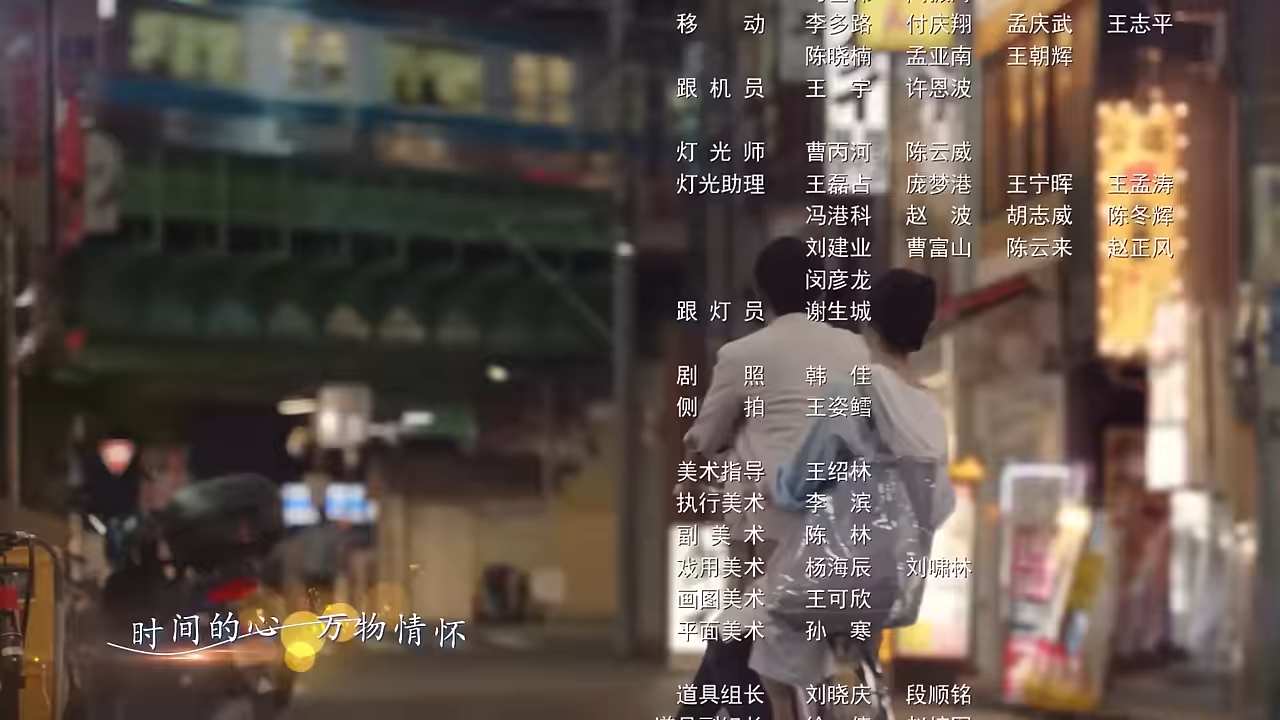 移动 李多路 付庆翔 孟庆武 王志平
陈晓楠 孟亚南 王朝辉
跟机员 王宇 许恩波
灯光师 曹丙河 陈云威
灯光助理 王磊占 庞梦港 王宁晖 王孟涛
冯港科 赵波 胡志威 陈冬辉
刘建业 曹富山 陈云来 赵正风
闵彦龙
跟灯员 谢生城
剧照 韩佳
侧拍 王姿鳕
美术指导 王绍林
执行美术 李滨
副美术 陈林
戏用美术 杨海辰 刘啸林
画图美术 王可欣
平面美术 孙寒
时间的心 万物情怀
道具组长 刘晓庆 段顺铭